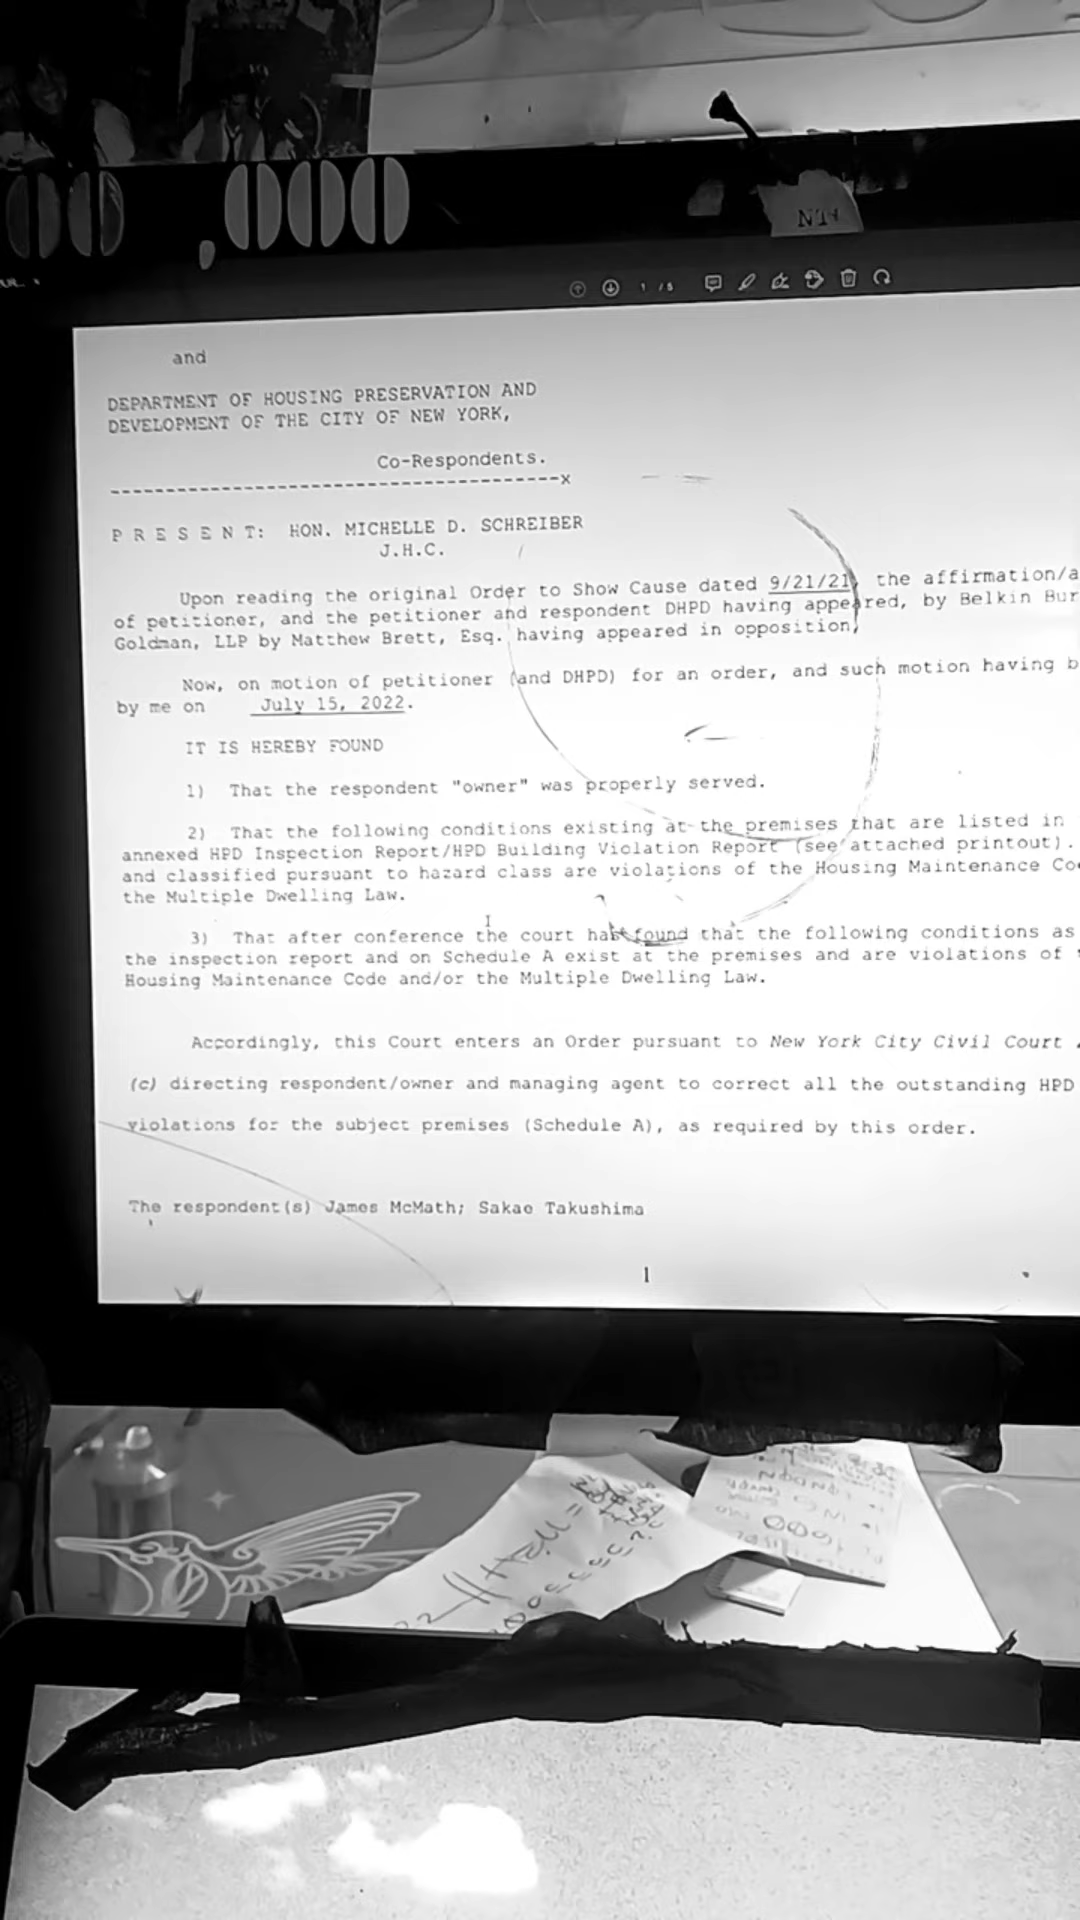 1 / 5
and
DEPARTMENT OF HOUSING PRESERVATION AND
DEVELOPMENT OF THE CITY OF NEW YORK,
Co-Respondents.
----------------------------------------x
P R E S E N T: HON. MICHELLE D. SCHREIBER
J.H.C.
Upon reading the original Order to Show Cause dated 9/21/21, the affirmation/a
of petitioner, and the petitioner and respondent DHPD having appeared, by Belkin Bur
Goldman, LLP by Matthew Brett, Esq. having appeared in opposition,
Now, on motion of petitioner (and DHPD) for an order, and such motion having b
by me on July 15, 2022.
IT IS HEREBY FOUND
1) That the respondent "owner" was properly served.
2) That the following conditions existing at the premises that are listed in
annexed HPD Inspection Report/HPD Building Violation Report (see attached printout).
and classified pursuant to hazard class are violations of the Housing Maintenance Co
the Multiple Dwelling Law.
3) That after conference the court has found that the following conditions as
the inspection report and on Schedule A exist at the premises and are violations of
Housing Maintenance Code and/or the Multiple Dwelling Law.
Accordingly, this Court enters an Order pursuant to New York City Civil Court
(c) directing respondent/owner and managing agent to correct all the outstanding HPD
violations for the subject premises (Schedule A), as required by this order.
The respondent(s) James McMath; Sakae Takushima
1